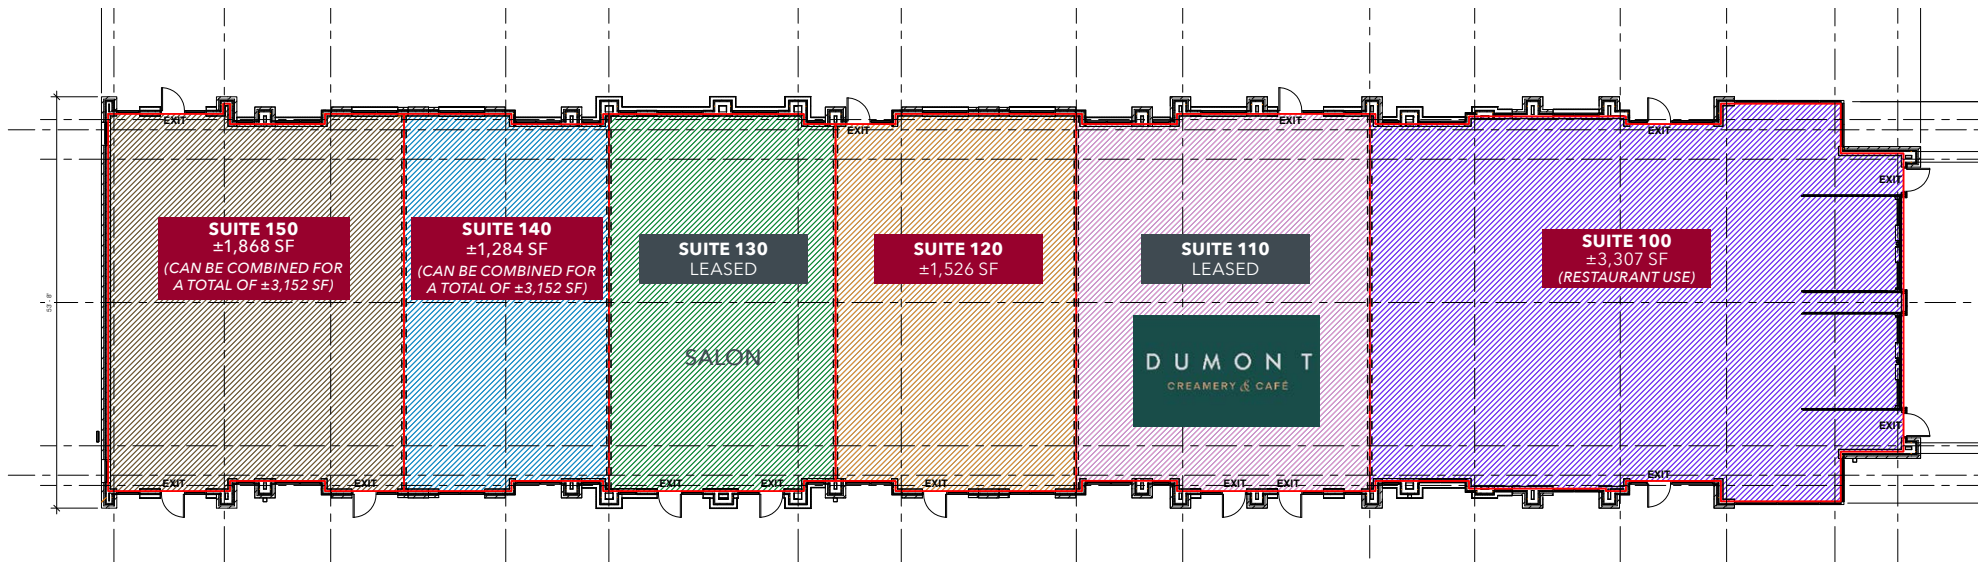 EXIT
EXIT
EXIT
EXIT
EXIT
SUITE 150
±1,868 SF
(CAN BE COMBINED FOR
A TOTAL OF ±3,152 SF)
SUITE 140
±1,284 SF
(CAN BE COMBINED FOR
A TOTAL OF ±3,152 SF)
SUITE 130
LEASED
SALON
SUITE 120
±1,526 SF
SUITE 110
LEASED
DUMONT
CREAMERY & CAFÉ
SUITE 100
±3,307 SF
(RESTAURANT USE)
EXIT
EXIT
EXIT
EXIT
EXIT
EXIT
EXIT
EXIT
EXIT